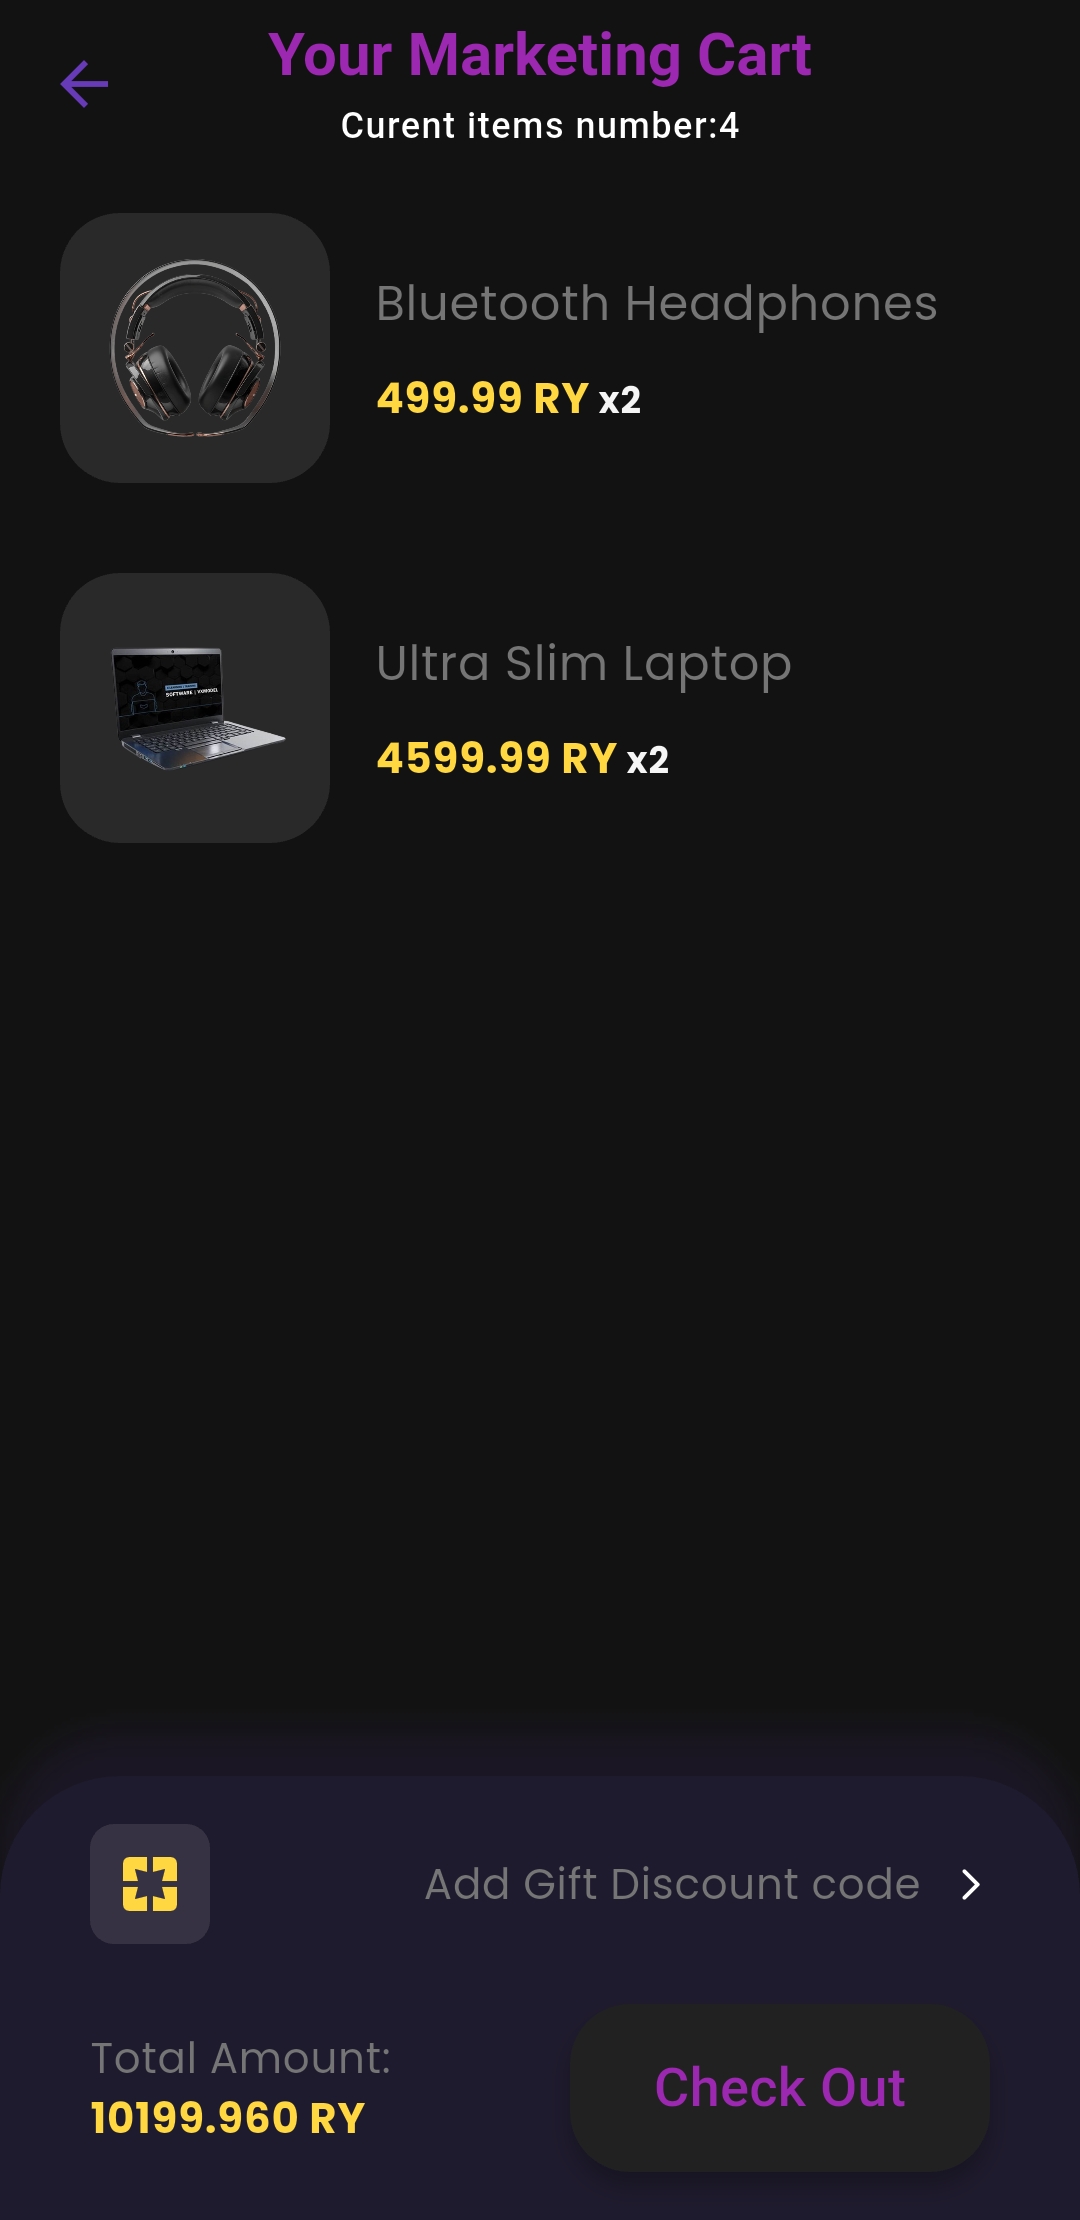 Your Marketing Cart
Curent items number:4
Bluetooth Headphones
499.99 RY x2
SOFTWARE | VXMODEL
Ultra Slim Laptop
4599.99 RY x2
Add Gift Discount code
Total Amount:
10199.960 RY
Check Out